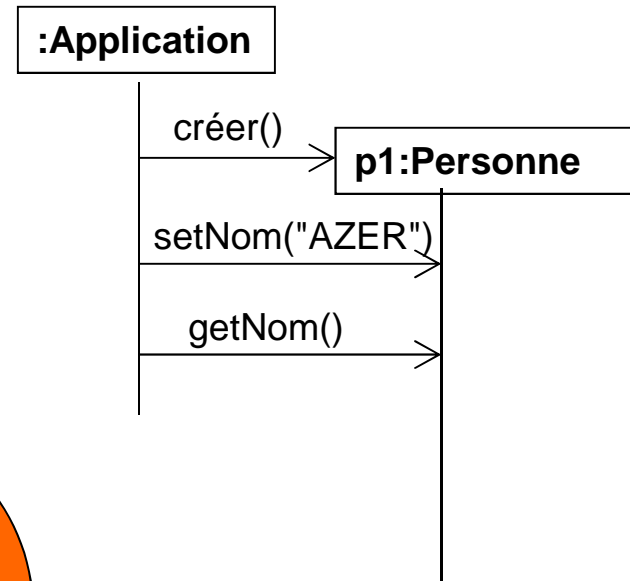 :Application
créer()
p1:Personne
setNom("AZER")
getNom()